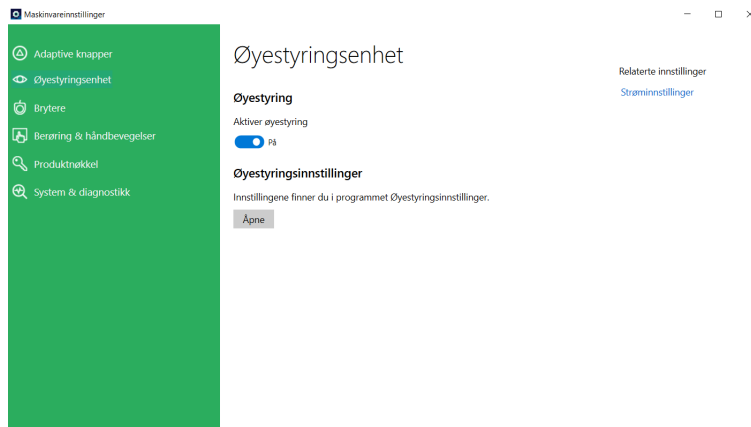 Maskinvareinnstillinger
Adaptive knapper
Øyestyringsenhet
Brytere
Berøring & håndbevegelser
Produktnøkkel
System & diagnostikk
Øyestyringsenhet
Øyestyring
Aktiver øyestyring
På
Øyestyringsinnstillinger
Innstillingene finner du i programmet Øyestyringsinnstillinger.
Åpne
Relaterte innstillinger
Strøminnstillinger